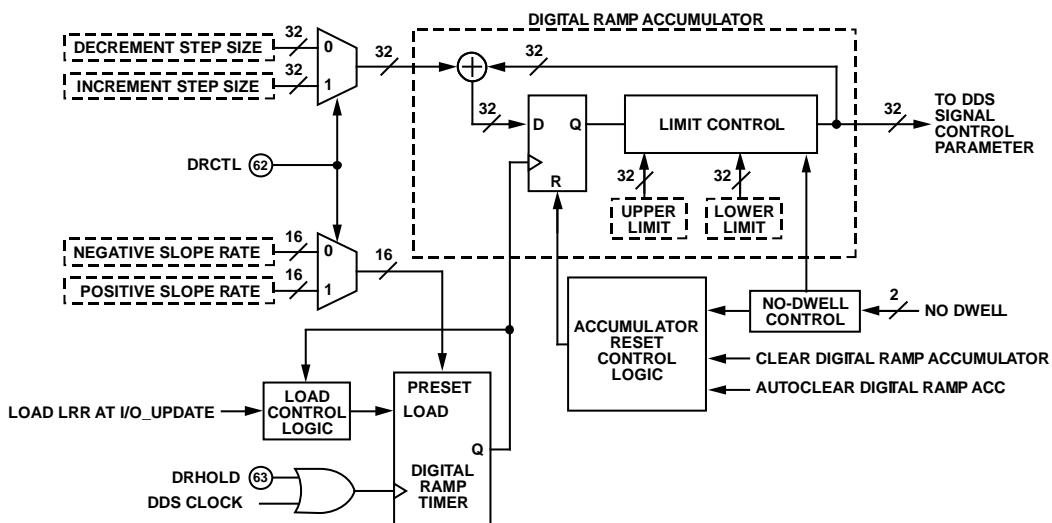 DIGITAL RAMP ACCUMULATOR
DECREMENT STEP SIZE
32
0
32
INCREMENT STEP SIZE
32
1
32
32
D
Q
R
LIMIT CONTROL
32
TO DDS
SIGNAL
CONTROL
PARAMETER
DRCTL
62
32
UPPER
LIMIT
32
LOWER
LIMIT
NEGATIVE SLOPE RATE
16
0
16
POSITIVE SLOPE RATE
16
1
ACCUMULATOR
RESET
CONTROL
LOGIC
NO-DWELL
CONTROL
2
NO DWELL
CLEAR DIGITAL RAMP ACCUMULATOR
AUTOCLEAR DIGITAL RAMP ACC
LOAD LRR AT I/O_UPDATE
LOAD
CONTROL
LOGIC
PRESET
LOAD
Q
DIGITAL
RAMP
TIMER
DRHOLD
63
DDS CLOCK